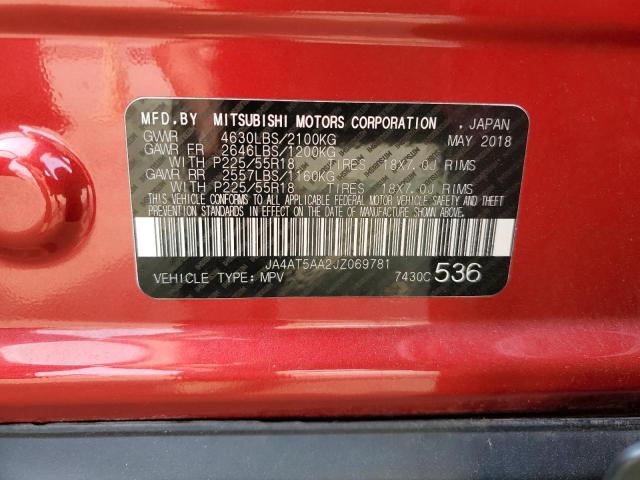 MFD.BY MITSUBISHI MOTORS CORPORATION , JAPAN
GVWR 4630LBS/2100KG MAY 2018
GAWR FR 2646LBS/1200KG
WITH P225/55R18 TIRES 18X7.0J RIMS
GAWR RR 2557LBS/1160KG
WITH P225/55R18 TIRES 18X7.0J RIMS
THIS VEHICLE CONFORMS TO ALL APPLICABLE FEDERAL MOTOR VEHICLE SAFETY AND THEFT
PREVENTION STANDARDS IN EFFECT ON THE DATE OF MANUFACTURE SHOWN ABOVE.
JA4AT5AA2JZ069781
VEHICLE TYPE: MPV 7430C 536